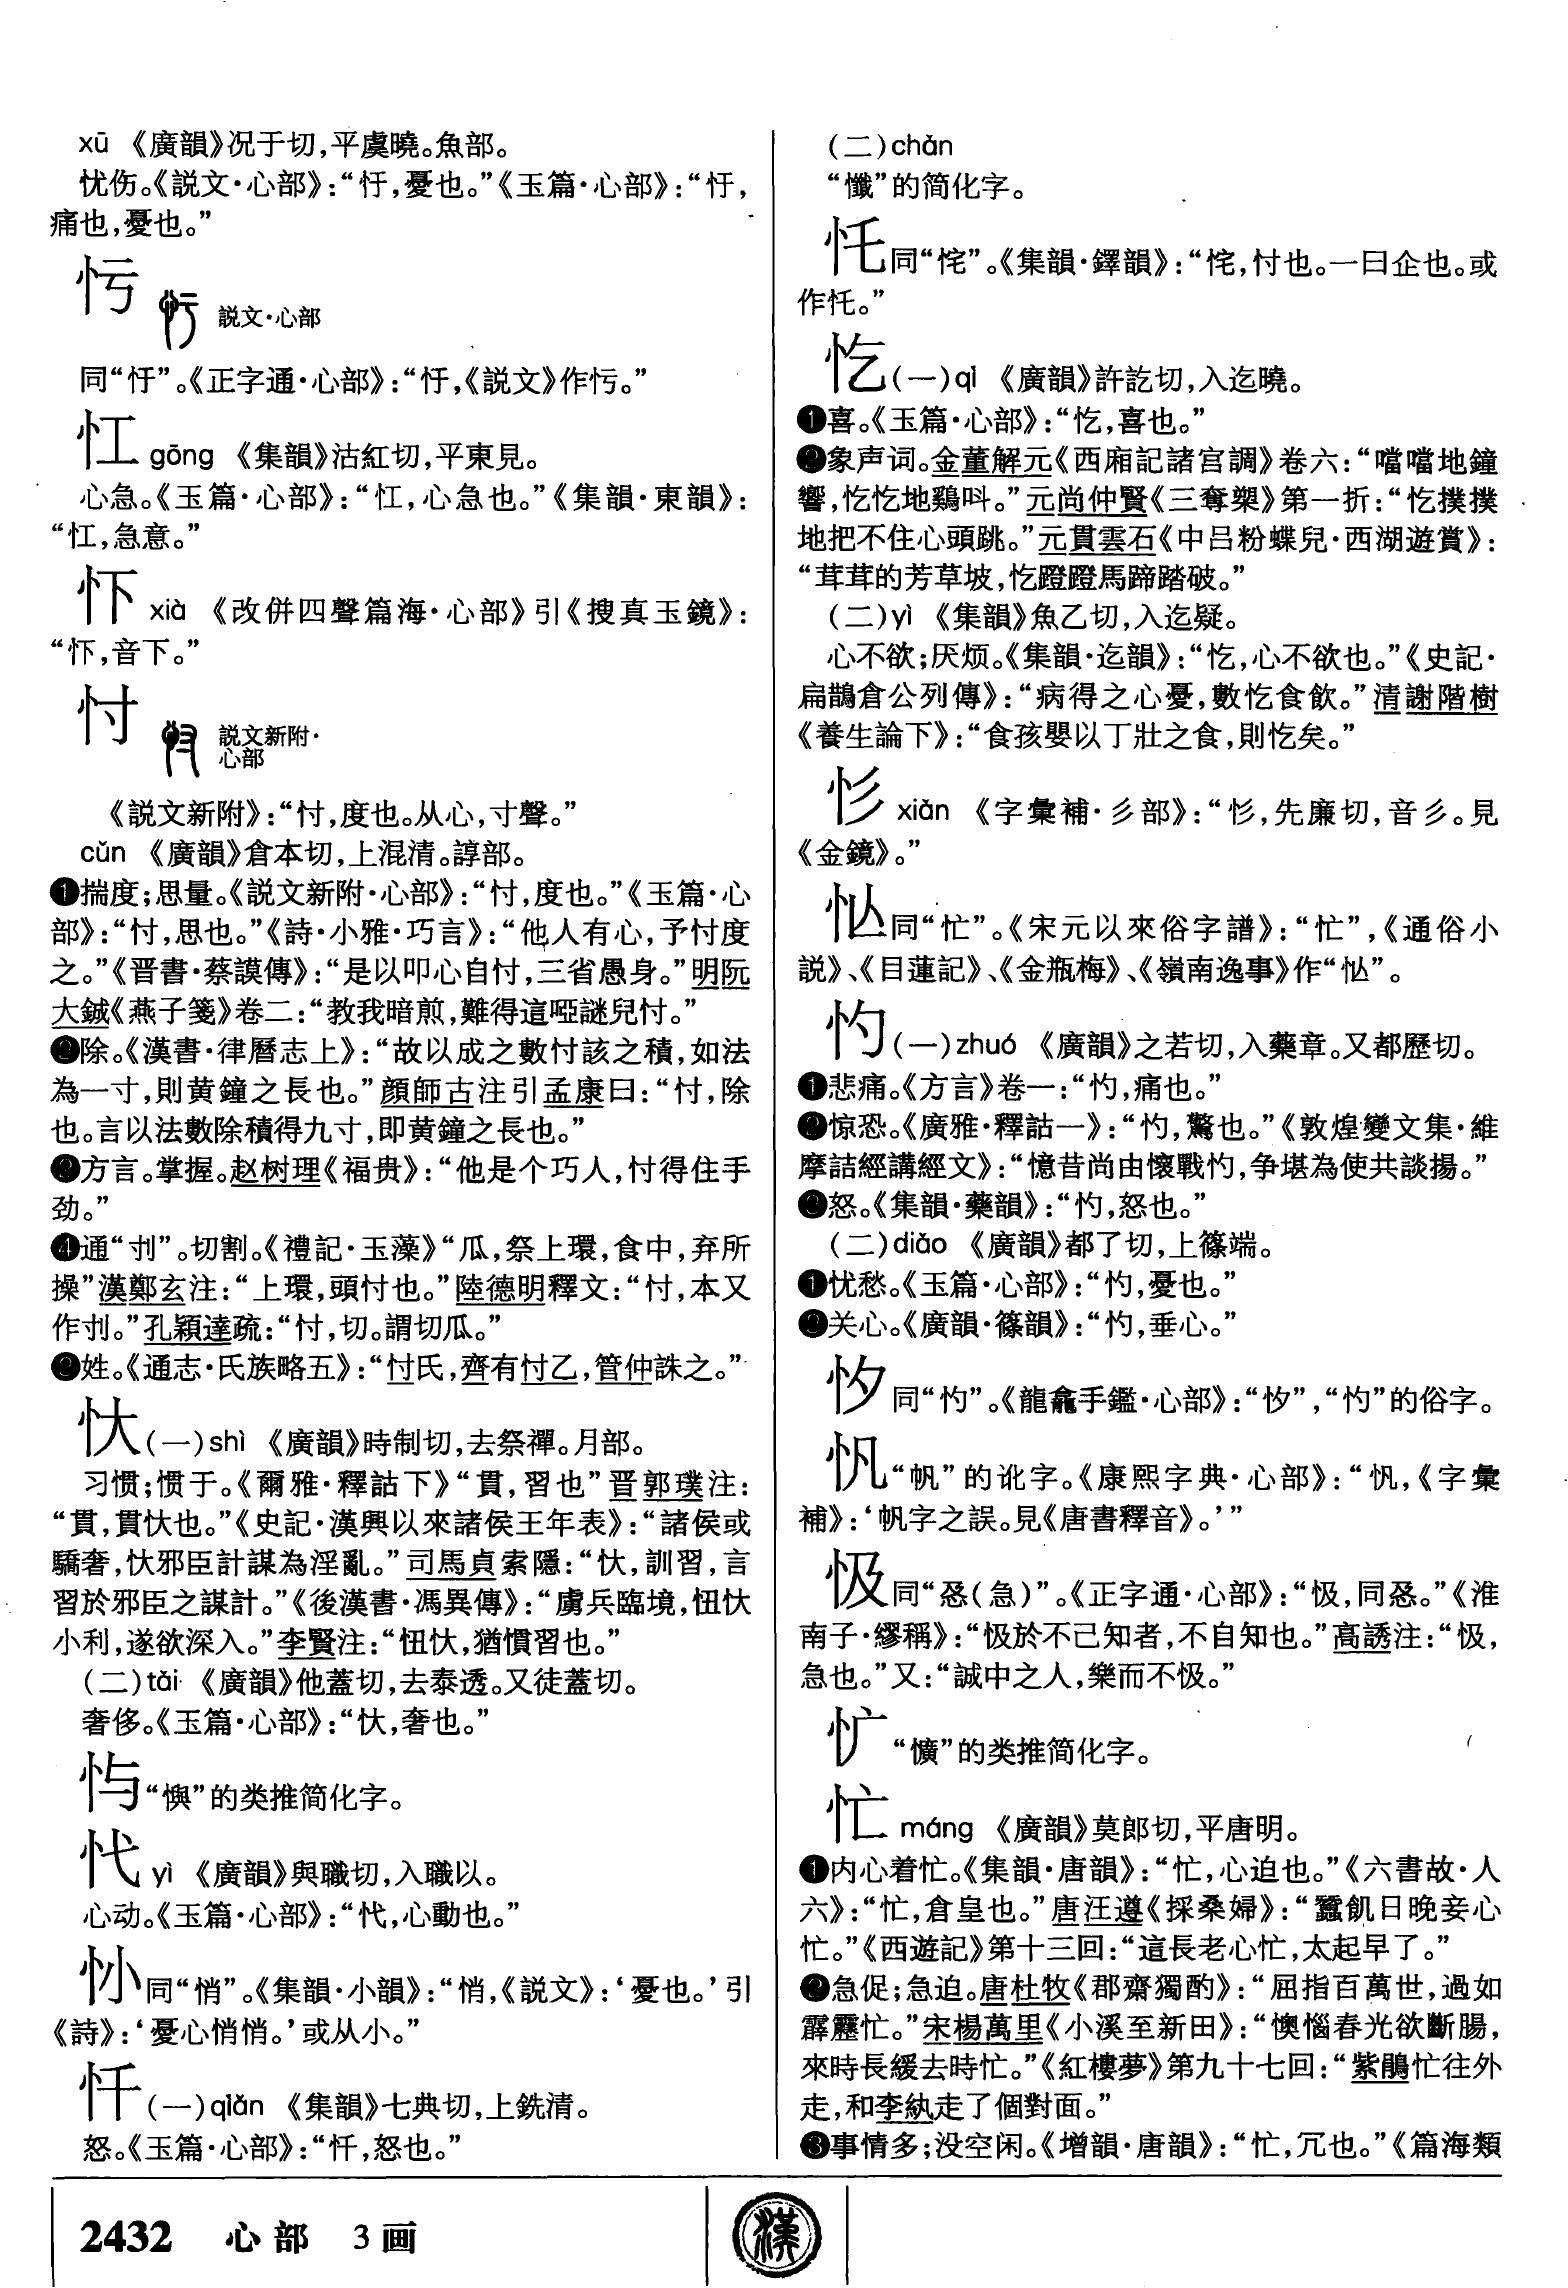 xū 《廣韻》况于切，平虞曉。魚部。
忧伤。《説文·心部》：“忬，憂也。”《玉篇·心部》：“忬，
痛也，憂也。”
忊 説文·心部
同“忬”。《正字通·心部》：“忬，《説文》作忊。”
㣉 gōng 《集韻》沽紅切，平東見。
心急。《玉篇·心部》：“㣉，心急也。”《集韻·東韻》：
“㣉，急意。”
忑 xià 《改併四聲篇海·心部》引《搜真玉鏡》：
“，音下。”
忖 説文新附·
心部
《説文新附》：“忖，度也。从心，寸聲。”
cǔn 《廣韻》倉本切，上混清。諄部。
❶揣度；思量。《説文新附·心部》：“忖，度也。”《玉篇·心
部》：“忖，思也。”《詩·小雅·巧言》：“他人有心，予忖度
之。”《晋書·蔡謨傳》：“是以叩心自忖，三省愚身。”明阮
大鋮《燕子箋》卷二：“教我暗煎，難得這啞謎兒忖。”
❷除。《漢書·律曆志上》：“故以成之數忖該之積，如法
為一寸，則黄鐘之長也。”顔師古注引孟康曰：“忖，除
也。言以法數除積得九寸，即黄鐘之長也。”
❸方言。掌握。赵树理《福贵》：“他是个巧人，忖得住手
劲。”
❹通“刌”。切割。《禮記·玉藻》“瓜，祭上環，食中，弃所
操”漢鄭玄注：“上環，頭忖也。”陸德明釋文：“忖，本又
作刌。”孔穎達疏：“忖，切。謂切瓜。”
❷姓。《通志·氏族略五》：“忖氏，齊有忖乙，管仲誅之。”
忕(一)shì 《廣韻》時制切，去祭禪。月部。
习惯；惯于。《爾雅·釋詁下》“貫，習也”晋郭璞注：
“貫，貫忕也。”《史記·漢興以來諸侯王年表》：“諸侯或
驕奢，忕邪臣計謀為淫亂。”司馬貞索隱：“忕，訓習，言
習於邪臣之謀計。”《後漢書·馮異傳》：“虜兵臨境，忸忕
小利，遂欲深入。”李賢注：“忸忕，猶慣習也。”
(二)tài 《廣韻》他蓋切，去泰透。又徒蓋切。
奢侈。《玉篇·心部》：“忕，奢也。”
“懙”的类推简化字。
忕 yì 《廣韻》與職切，入職以。
心动。《玉篇·心部》：“㣇，心動也。”
同“悄”。《集韻·小韻》：“悄，《説文》：‘憂也。’引
《詩》：‘憂心悄悄。’或从小。”
忏(一)qiǎn 《集韻》七典切，上銑清。
怒。《玉篇·心部》：“忏，怒也。”
(二)chǎn
“懺”的简化字。
㣎同“恎”。《集韻·鐸韻》：“，忖也。一曰企也。或
作。”
忔(一)qì 《廣韻》許訖切，入迄曉。
❶喜。《玉篇·心部》：“忔，喜也。”
❷象声词。金董解元《西廂記諸宫調》卷六：“噹噹地鐘
響，忔忔地鷄呌。”元尚仲賢《三奪槊》第一折：“忔撲撲
地把不住心頭跳。”元貫雲石《中吕粉蝶兒·西湖遊賞》：
“茸茸的芳草坡，忔蹬蹬馬蹄踏破。”
(二)yì 《集韻》魚乙切，入迄疑。
心不欲；厌烦。《集韻·迄韻》：“忔，心不欲也。”《史記·
扁鵲倉公列傳》：“病得之心憂，數忔食飲。”清謝階樹
《養生論下》：“食孩嬰以丁壯之食，則忔矣。”
xiǎn 《字彙補·彡部》：“，先廉切，音彡。見
《金鏡》。”
同“忙”。《宋元以來俗字譜》：“忙”，《通俗小
説》、《目蓮記》、《金瓶梅》、《嶺南逸事》作“”。
忇(一)zhuó 《廣韻》之若切，入藥章。又都歷切。
❶悲痛。《方言》卷一：“灼，痛也。”
❷惊恐。《廣雅·釋詁一》：“灼，驚也。”《敦煌變文集·維
摩詰經講經文》：“憶昔尚由懷戰灼，争堪為使共談揚。”
❸怒。《集韻·藥韻》：“灼，怒也。”
(二)diǎo 《廣韻》都了切，上篠端。
❶忧愁。《玉篇·心部》：“灼，憂也。”
❷关心。《廣韻·篠韻》：“灼，垂心。”
同“灼”。《龍龕手鑑·心部》：“”，“灼”的俗字。
忛“帆”的讹字。《康熙字典·心部》：“忛，《字彙
補》：‘帆字之誤。見《唐書釋音》。’”
忣同“㤂(急)”。《正字通·心部》：“忣，同㤂。”《淮
南子·繆稱》：“忣於不己知者，不自知也。”高誘注：“忣，
急也。”又：“誠中之人，樂而不忣。”
“懭”的类推简化字。
忙 máng 《廣韻》莫郎切，平唐明。
❶内心着忙。《集韻·唐韻》：“忙，心迫也。”《六書故·人
六》：“忙，倉皇也。”唐汪遵《採桑婦》：“蠶飢日晚妾心
忙。”《西遊記》第十三回：“這長老心忙，太起早了。”
❷急促；急迫。唐杜牧《郡齋獨酌》：“屈指百萬世，過如
霹靂忙。”宋楊萬里《小溪至新田》：“懊惱春光欲斷腸，
來時長緩去時忙。”《紅樓夢》第九十七回：“紫鵑忙往外
走，和李紈走了個對面。”
❸事情多；没空闲。《增韻·唐韻》：“忙，冗也。”《篇海類
2432 心部 3画
漢